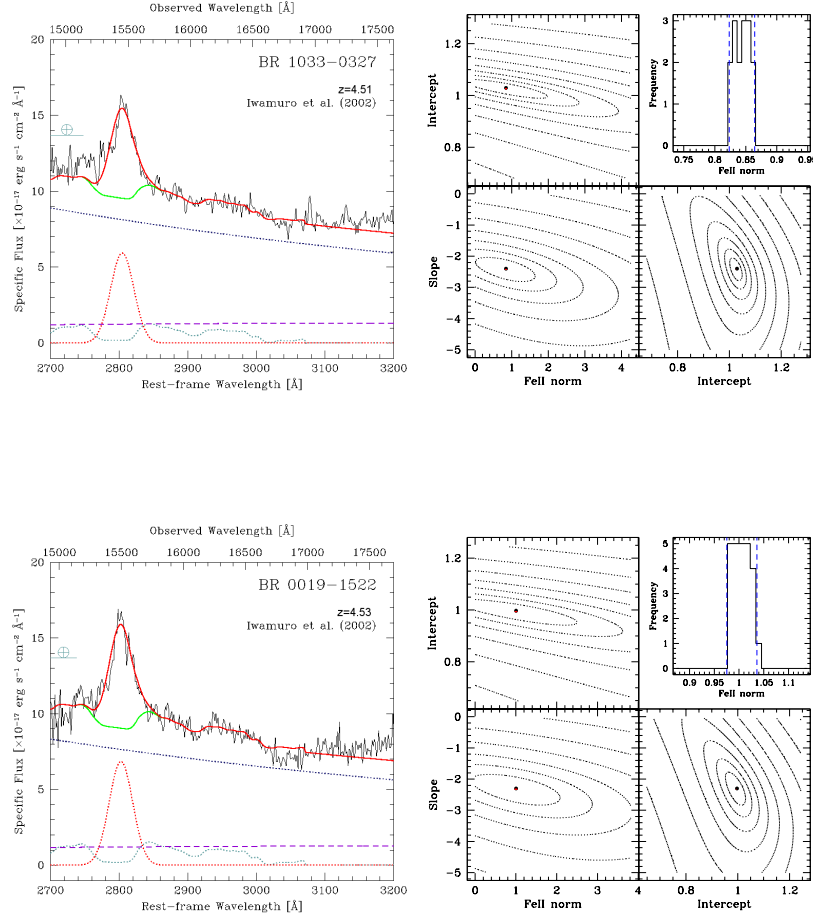 Observed Wavelength [Å]
15000 15500 16000 16500 17000 17500
BR 1033−0327
z=4.51
Iwamuro et al. (2002)
Specific Flux [×10⁻¹⁷ erg s⁻¹ cm⁻² Å⁻¹]
20
15
10
5
0
2700 2800 2900 3000 3100 3200
Rest-frame Wavelength [Å]
Intercept
1.2
1
0.8
Frequency
3
2
1
0
0.75 0.8 0.85 0.9 0.95
FeII norm
Slope
0
−1
−2
−3
−4
−5
0 1 2 3 4
FeII norm
0.8 1 1.2
Intercept
Observed Wavelength [Å]
15000 15500 16000 16500 17000 17500
BR 0019−1522
z=4.53
Iwamuro et al. (2002)
Specific Flux [×10⁻¹⁷ erg s⁻¹ cm⁻² Å⁻¹]
20
15
10
5
0
2700 2800 2900 3000 3100 3200
Rest-frame Wavelength [Å]
Intercept
1.2
1
0.8
Frequency
5
4
3
2
1
0
0.9 0.95 1 1.05 1.1
FeII norm
Slope
0
−1
−2
−3
−4
−5
0 1 2 3 4
FeII norm
0.8 1 1.2
Intercept